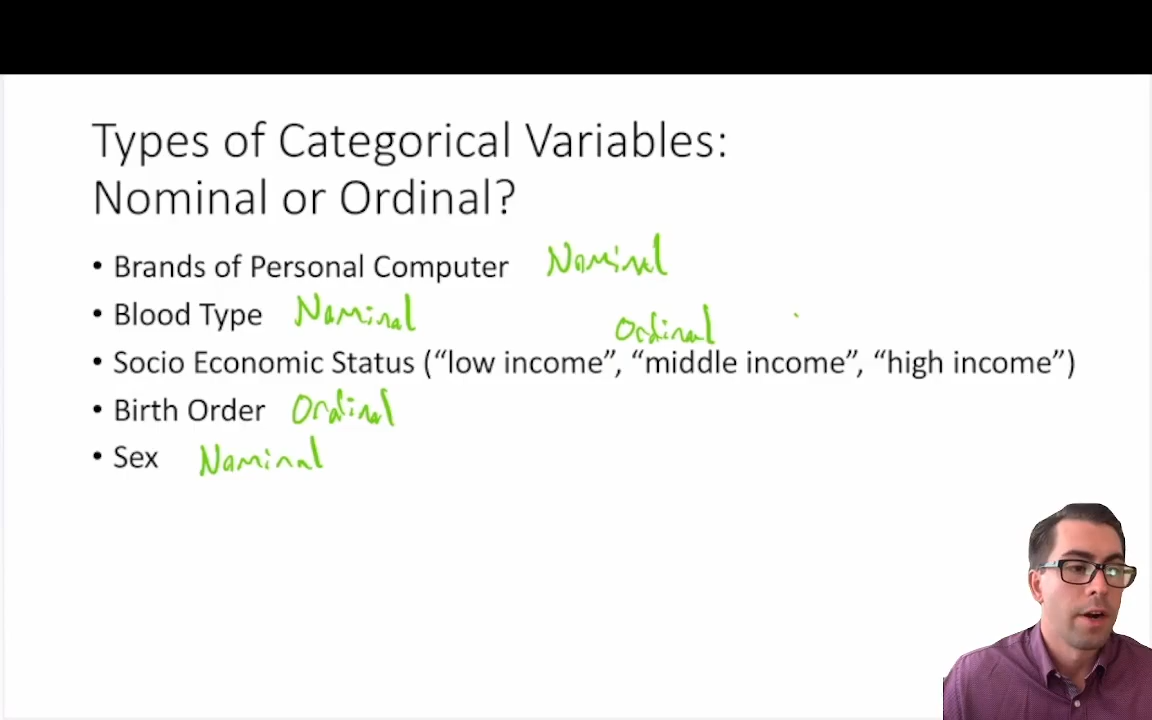 Types of Categorical Variables:
Nominal or Ordinal?
• Brands of Personal Computer Nominal
• Blood Type Nominal
Ordinal
• Socio Economic Status (“low income”, “middle income”, “high income”)
• Birth Order Ordinal
• Sex Nominal